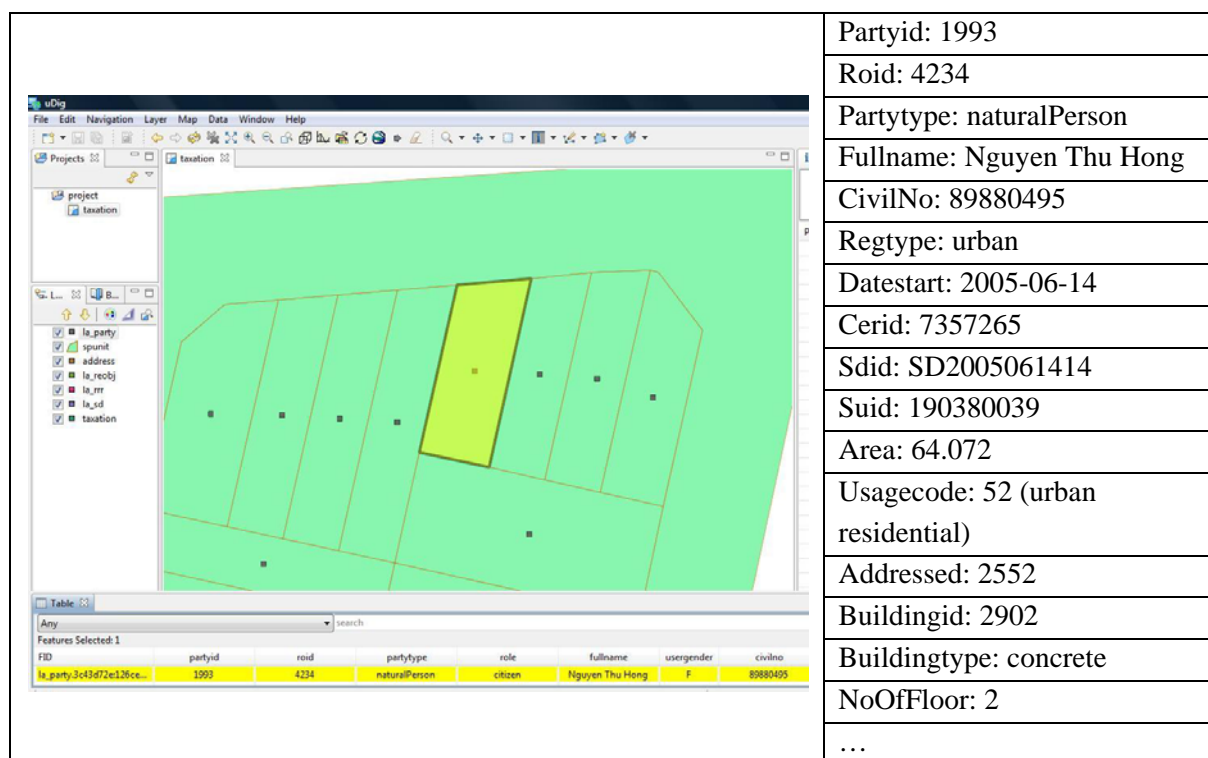 uDig
File Edit Navigation Layer Map Data Window Help
Projects
taxation
project
taxation
L...
B...
la_party
spunit
address
la_reobj
la_rrr
la_sd
taxation
Table
Any
search
Features Selected: 1
FID partyid roid partytype role fullname usergender civilno
la_party.3c43d72e:126ce... 1993 4234 naturalPerson citizen Nguyen Thu Hong F 89880495
Partyid: 1993
Roid: 4234
Partytype: naturalPerson
Fullname: Nguyen Thu Hong
CivilNo: 89880495
Regtype: urban
Datestart: 2005-06-14
Cerid: 7357265
Sdid: SD2005061414
Suid: 190380039
Area: 64.072
Usagecode: 52 (urban
residential)
Addressed: 2552
Buildingid: 2902
Buildingtype: concrete
NoOfFloor: 2
…